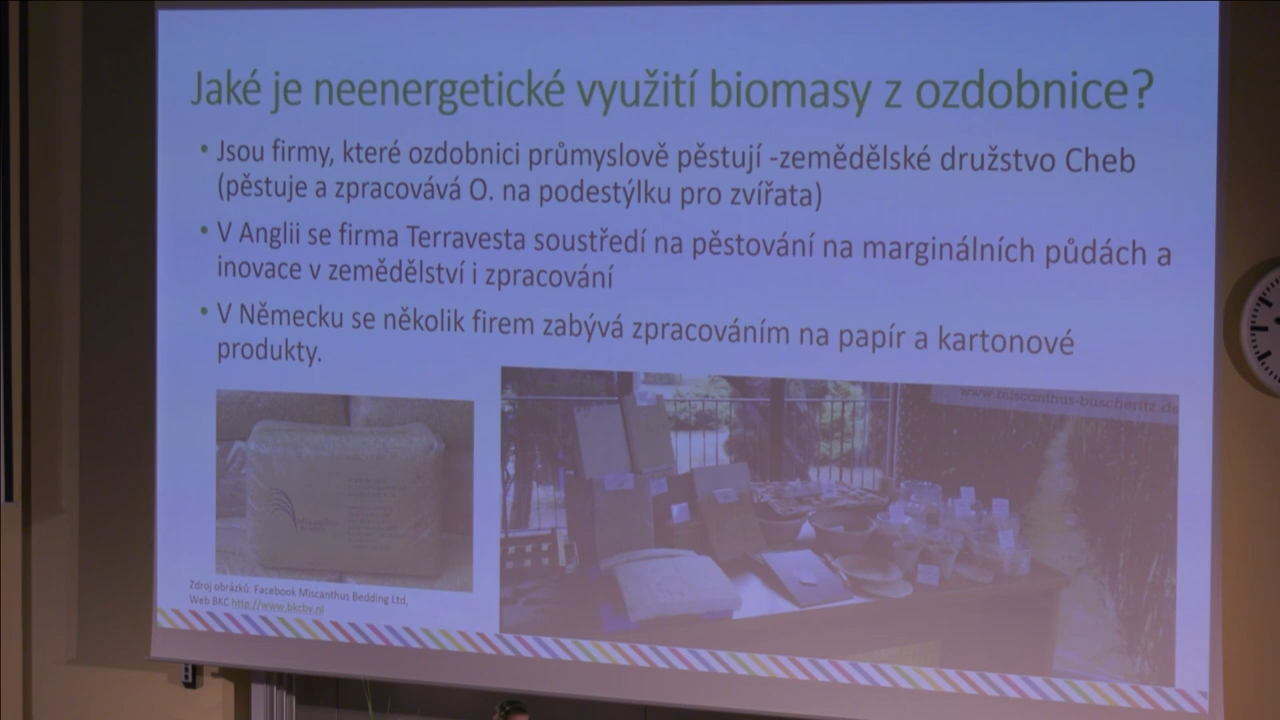 Jaké je neenergetické využití biomasy z ozdobnice?
• Jsou firmy, které ozdobnici průmyslově pěstují -zemědělské družstvo Cheb
(pěstuje a zpracovává O. na podestýlku pro zvířata)
• V Anglii se firma Terravesta soustředí na pěstování na marginálních půdách a
inovace v zemědělství i zpracování
• V Německu se několik firem zabývá zpracováním na papír a kartonové
produkty.
www.miscanthus-buscheritz.de
Zdroj obrázků: Facebook Miscanthus Bedding Ltd,
Web BKC http://www.bkcbv.nl